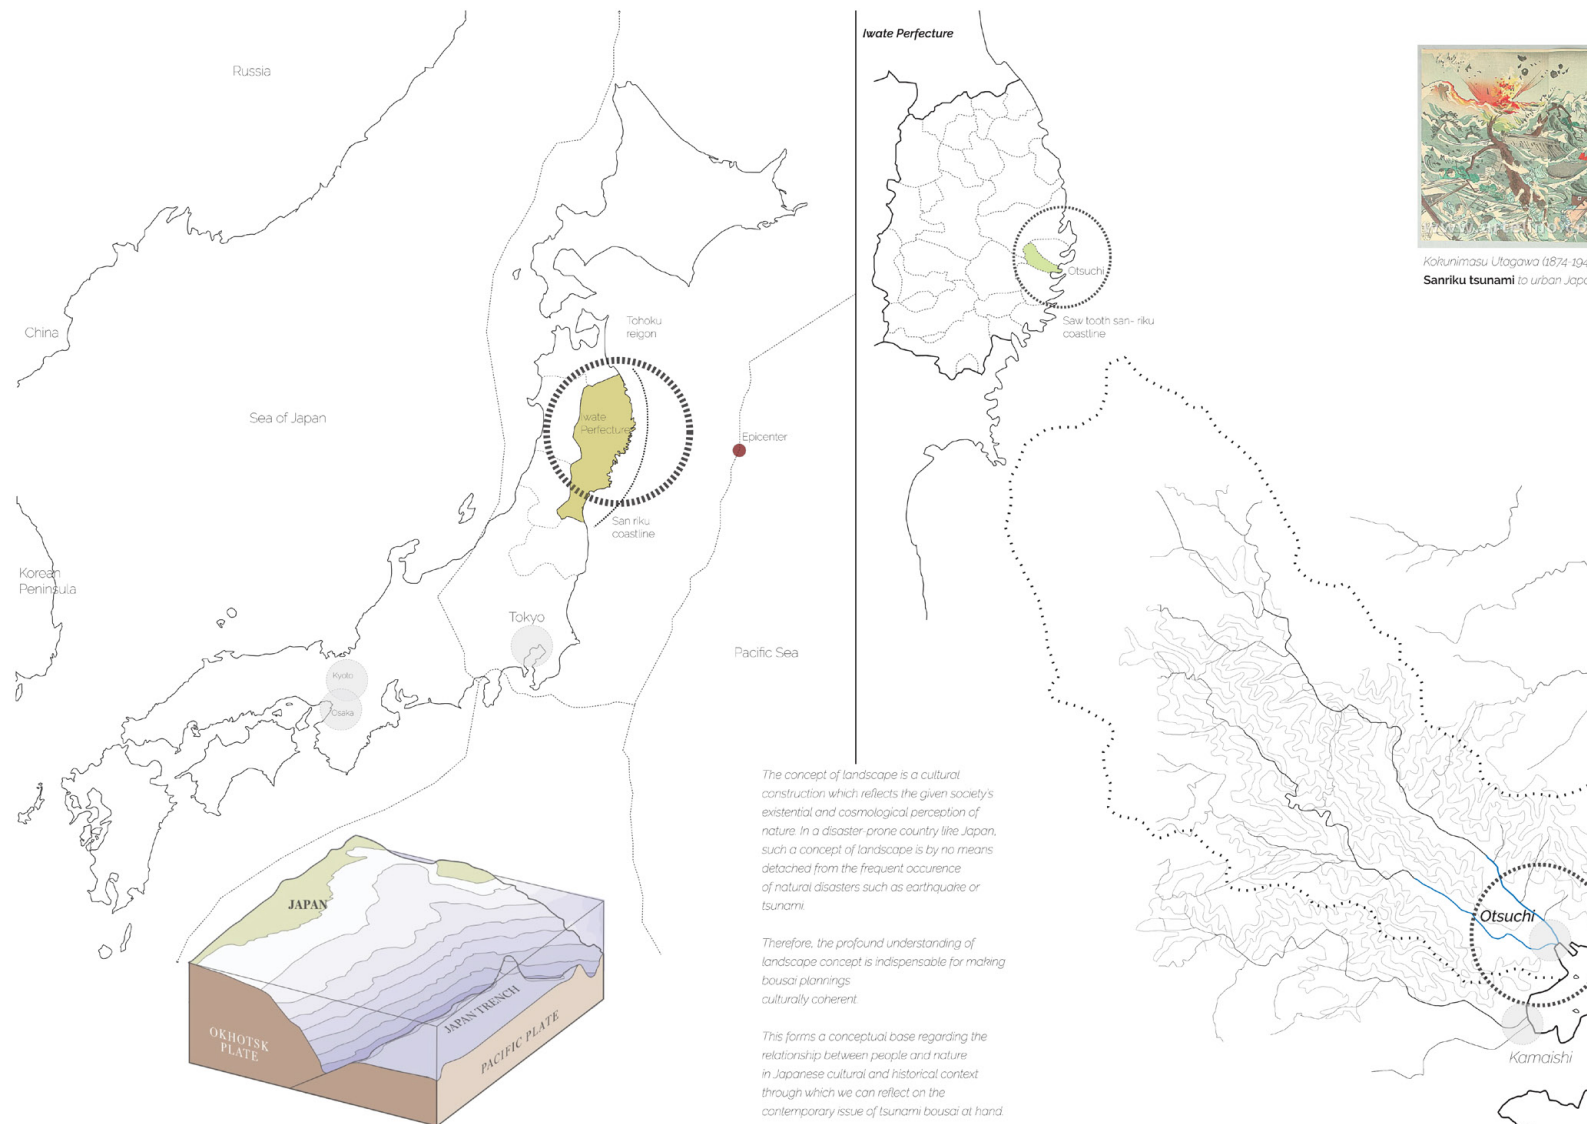 Russia
China
Sea of Japan
Korean
Peninsula
Tohoku
reigon
Iwate
Perfecture
Epicenter
San riku
coastline
Tokyo
Kyoto
Osaka
Pacific Sea
JAPAN
OKHOTSK
PLATE
JAPAN TRENCH
PACIFIC PLATE
Iwate Perfecture
Otsuchi
Saw tooth san- riku
coastline
Kokunimasu Utagawa (1874-194
Sanriku tsunami to urban Japa
The concept of landscape is a cultural
construction which reflects the given society's
existential and cosmological perception of
nature. In a disaster-prone country like Japan,
such a concept of landscape is by no means
detached from the frequent occurence
of natural disasters such as earthquake or
tsunami.
Therefore, the profound understanding of
landscape concept is indispensable for making
bousai plannings
culturally coherent.
This forms a conceptual base regarding the
relationship between people and nature
in Japanese cultural and historical context
through which we can reflect on the
contemporary issue of tsunami bousai at hand.
Otsuchi
Kamaishi